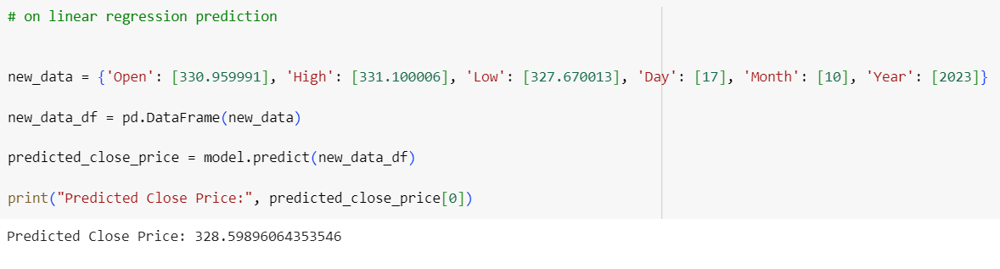 # on linear regression prediction
new_data = {'Open': [330.959991], 'High': [331.100006], 'Low': [327.670013], 'Day': [17], 'Month': [10], 'Year': [2023]}
new_data_df = pd.DataFrame(new_data)
predicted_close_price = model.predict(new_data_df)
print("Predicted Close Price:", predicted_close_price[0])
Predicted Close Price: 328.59896064353546